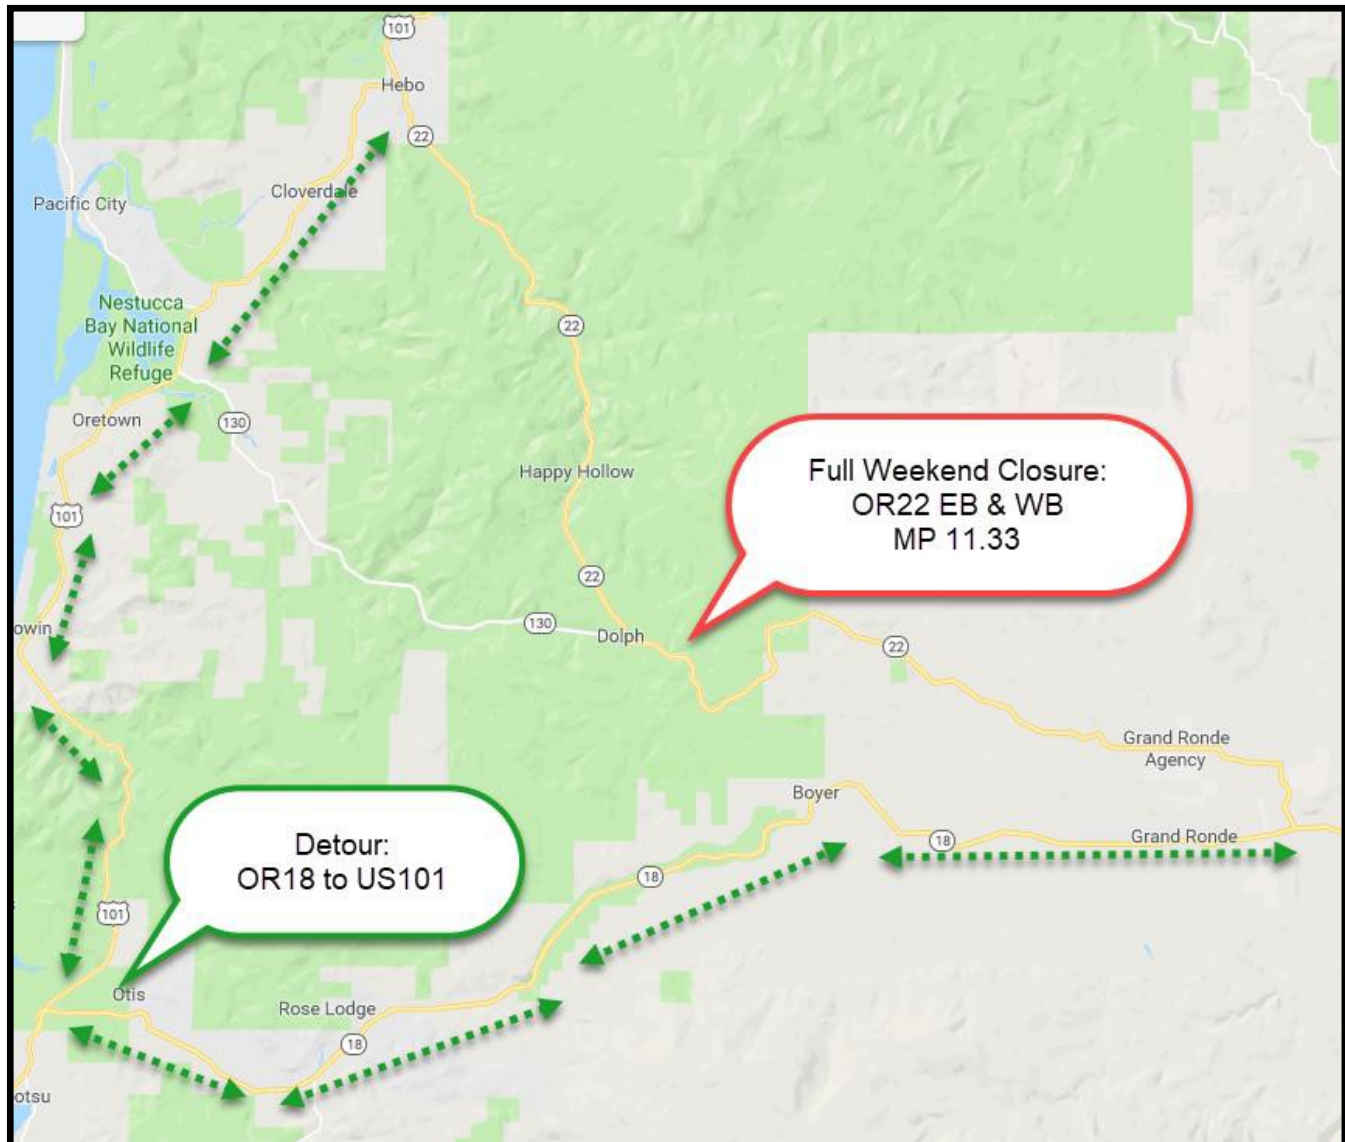 101
Hebo
22
Cloverdale
Pacific City
Nestucca
Bay National
Wildlife
Refuge
22
Oretown
130
Happy Hollow
Full Weekend Closure:
OR22 EB & WB
MP 11.33
101
22
130
Dolph
owin
22
Grand Ronde
Agency
Boyer
Detour:
OR18 to US101
18
Grand Ronde
18
101
Otis
Rose Lodge
18
otsu